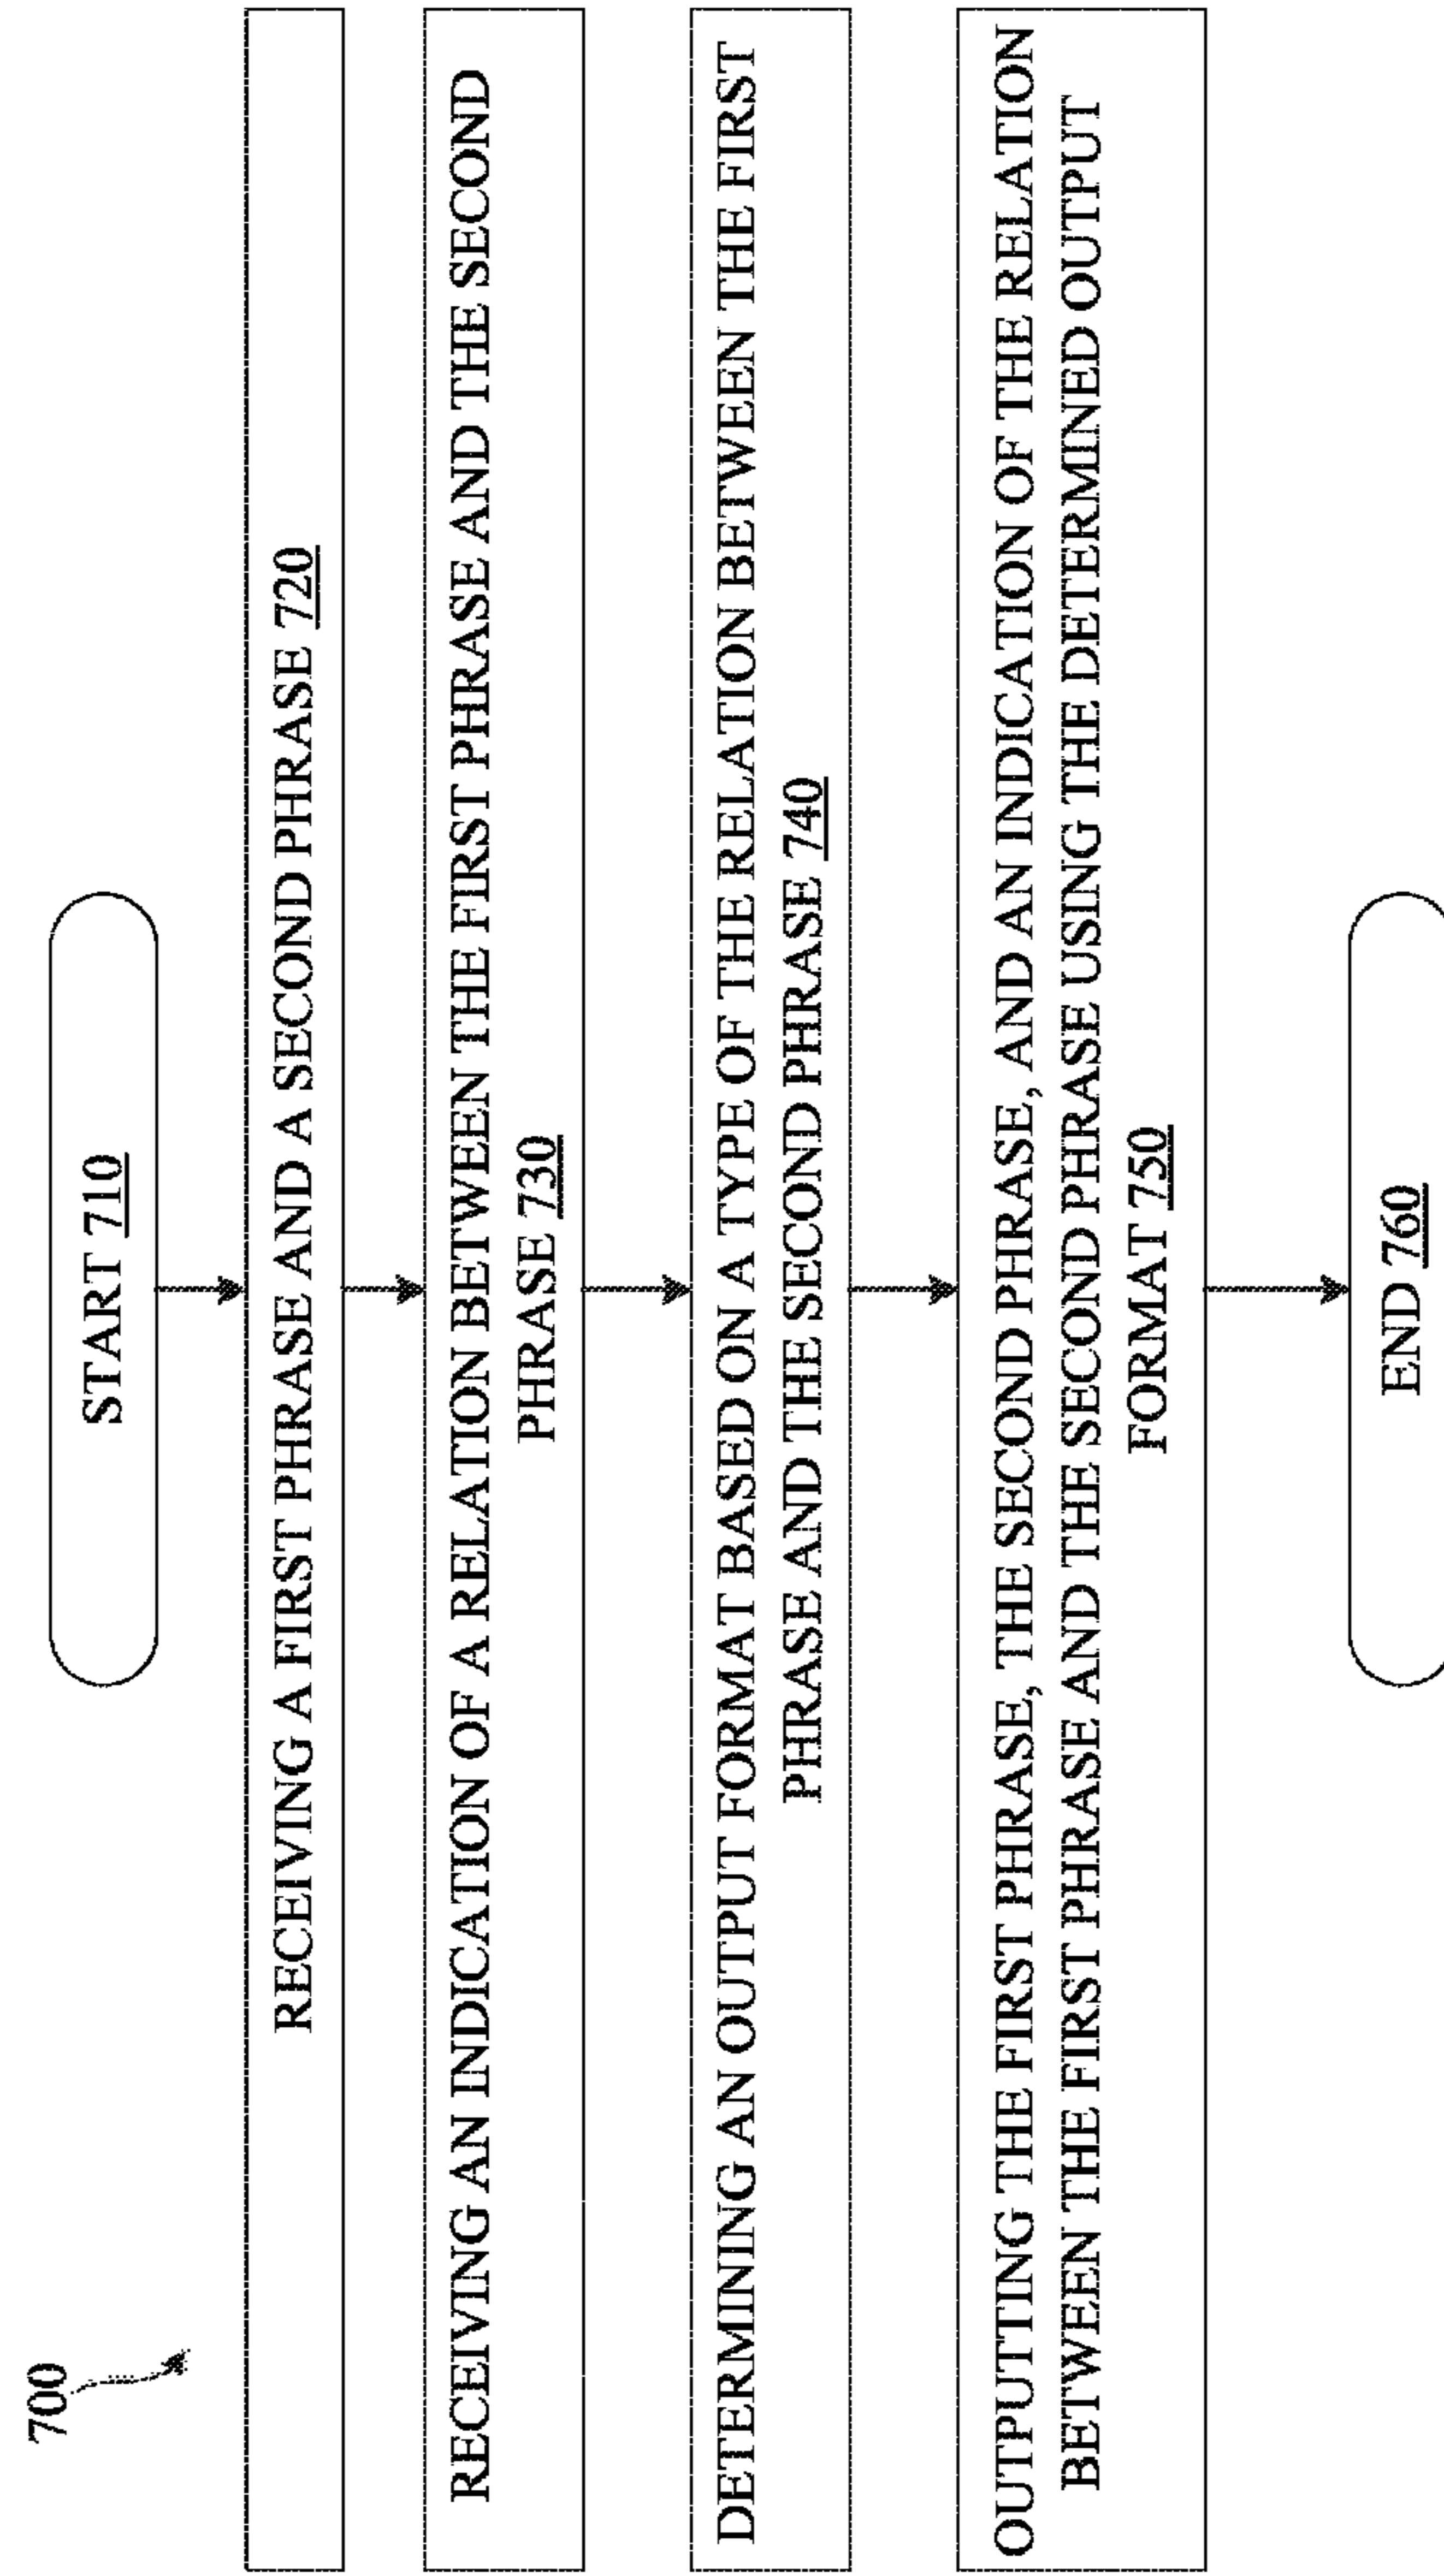 700
START 710
RECEIVING A FIRST PHRASE AND A SECOND PHRASE 720
RECEIVING AN INDICATION OF A RELATION BETWEEN THE FIRST PHRASE AND THE SECOND
PHRASE 730
DETERMINING AN OUTPUT FORMAT BASED ON A TYPE OF THE RELATION BETWEEN THE FIRST
PHRASE AND THE SECOND PHRASE 740
OUTPUTTING THE FIRST PHRASE, THE SECOND PHRASE, AND AN INDICATION OF THE RELATION
BETWEEN THE FIRST PHRASE AND THE SECOND PHRASE USING THE DETERMINED OUTPUT
FORMAT 750
END 760